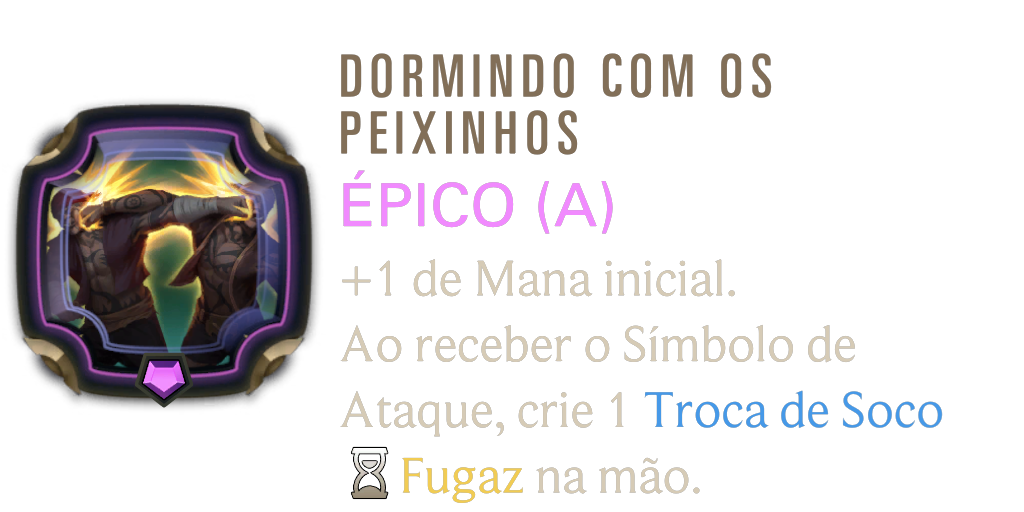 DORMINDO COM OS
PEIXINHOS
ÉPICO (A)
+1 de Mana inicial.
Ao receber o Símbolo de
Ataque, crie 1 Troca de Soco
Fugaz na mão.